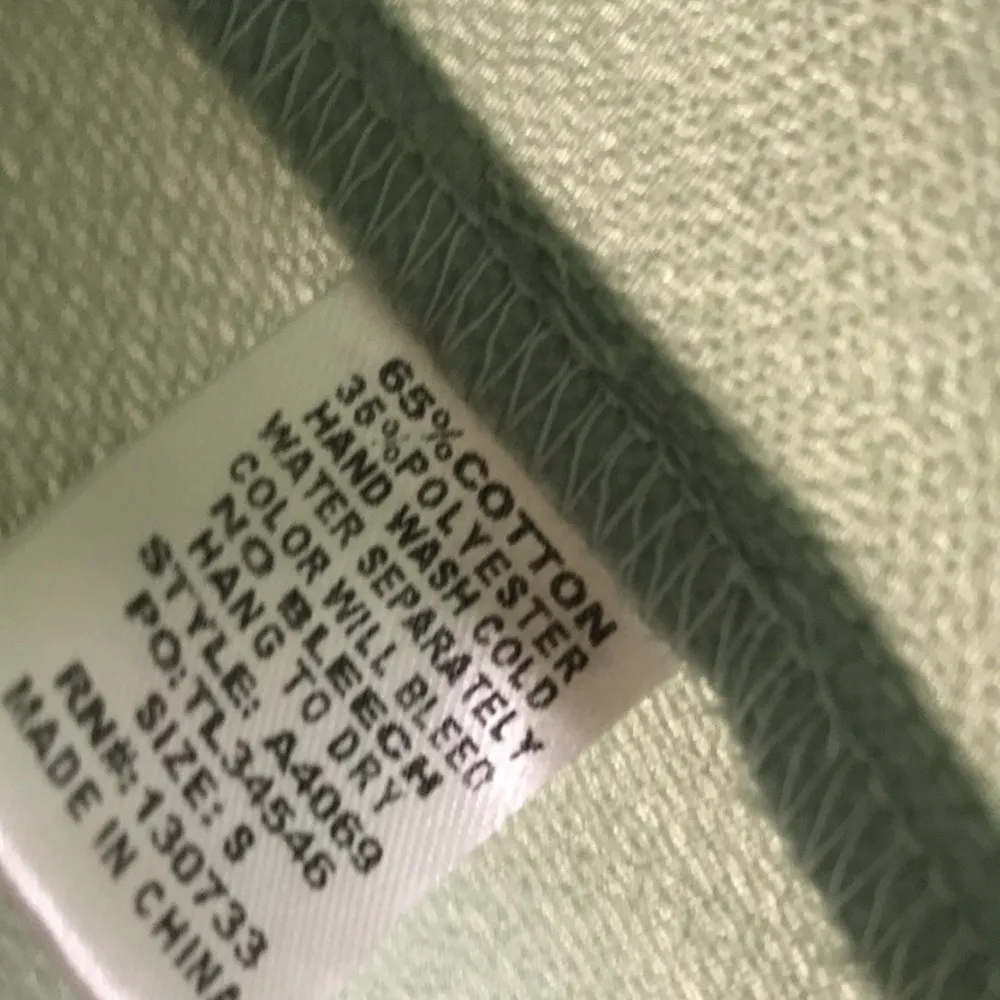 65%COTTON
35%POLYESTER
HAND WASH COLD
WATER SEPARATELY
COLOR WILL BLEED
NO BLEECH
HANG TO DRY
STYLE: A4069
PO:TL34546
SIZE: S
RN#:130733
MADE IN CHINA